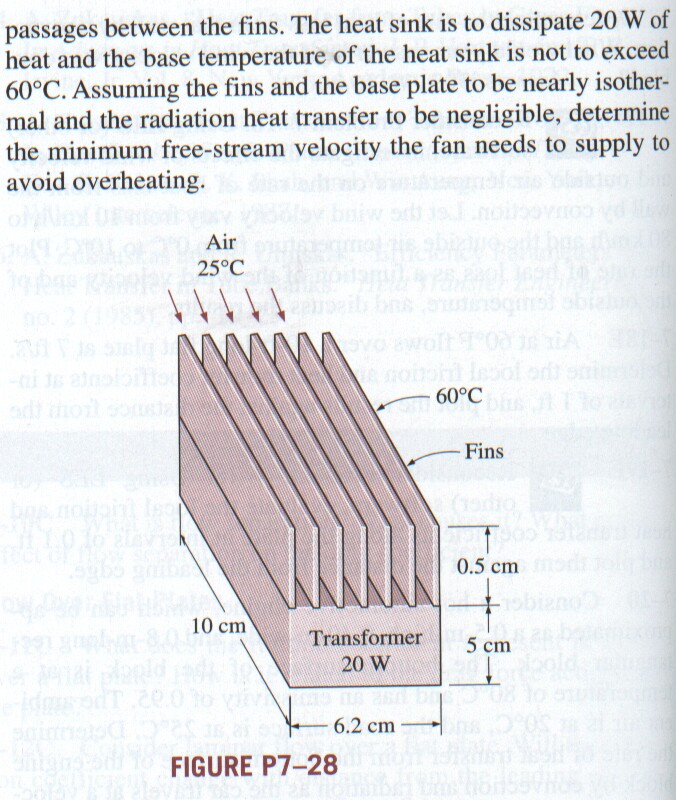 passages between the fins. The heat sink is to dissipate 20 W of
heat and the base temperature of the heat sink is not to exceed
60°C. Assuming the fins and the base plate to be nearly isother-
mal and the radiation heat transfer to be negligible, determine
the minimum free-stream velocity the fan needs to supply to
avoid overheating.
Air
25°C
60°C
Fins
0.5 cm
10 cm
Transformer
20 W
5 cm
6.2 cm
FIGURE P7–28